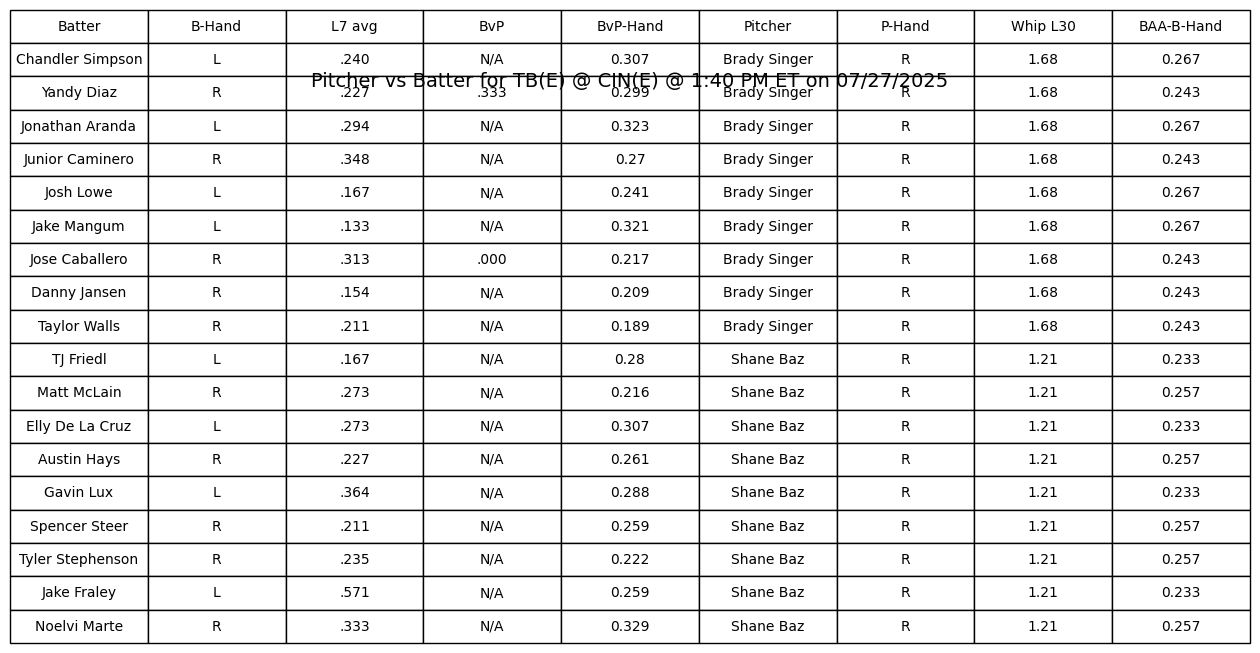 Batter B-Hand L7 avg BvP BvP-Hand Pitcher P-Hand Whip L30 BAA-B-Hand
Chandler Simpson L .240 N/A 0.307 Brady Singer R 1.68 0.267
Pitcher vs Batter for TB(E) @ CIN(E) @ 1:40 PM ET on 07/27/2025
Yandy Diaz R .227 .333 0.299 Brady Singer R 1.68 0.243
Jonathan Aranda L .294 N/A 0.323 Brady Singer R 1.68 0.267
Junior Caminero R .348 N/A 0.27 Brady Singer R 1.68 0.243
Josh Lowe L .167 N/A 0.241 Brady Singer R 1.68 0.267
Jake Mangum L .133 N/A 0.321 Brady Singer R 1.68 0.267
Jose Caballero R .313 .000 0.217 Brady Singer R 1.68 0.243
Danny Jansen R .154 N/A 0.209 Brady Singer R 1.68 0.243
Taylor Walls R .211 N/A 0.189 Brady Singer R 1.68 0.243
TJ Friedl L .167 N/A 0.28 Shane Baz R 1.21 0.233
Matt McLain R .273 N/A 0.216 Shane Baz R 1.21 0.257
Elly De La Cruz L .273 N/A 0.307 Shane Baz R 1.21 0.233
Austin Hays R .227 N/A 0.261 Shane Baz R 1.21 0.257
Gavin Lux L .364 N/A 0.288 Shane Baz R 1.21 0.233
Spencer Steer R .211 N/A 0.259 Shane Baz R 1.21 0.257
Tyler Stephenson R .235 N/A 0.222 Shane Baz R 1.21 0.257
Jake Fraley L .571 N/A 0.259 Shane Baz R 1.21 0.233
Noelvi Marte R .333 N/A 0.329 Shane Baz R 1.21 0.257